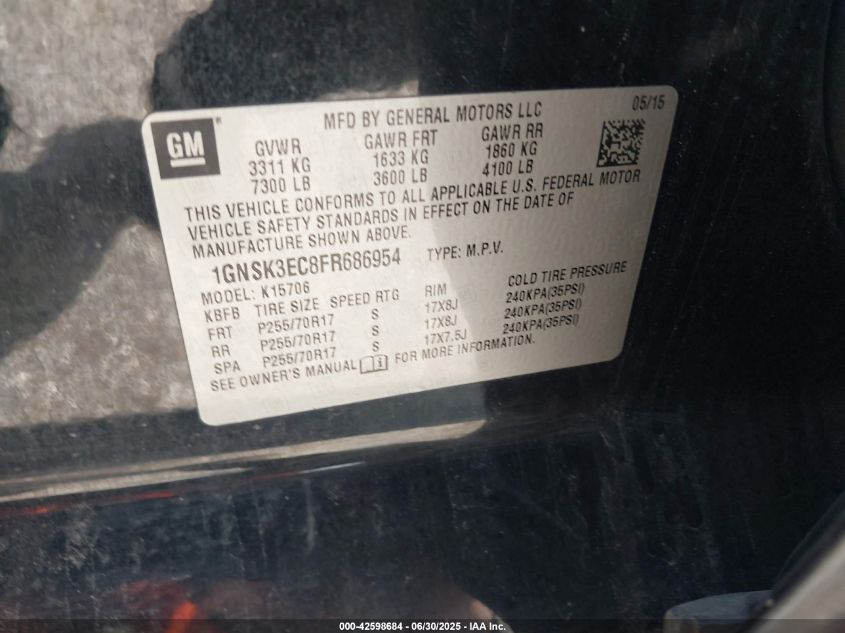 MFD BY GENERAL MOTORS LLC 05/15
GM®
GVWR GAWR FRT GAWR RR
3311 KG 1633 KG 1860 KG
7300 LB 3600 LB 4100 LB
THIS VEHICLE CONFORMS TO ALL APPLICABLE U.S. FEDERAL MOTOR
VEHICLE SAFETY STANDARDS IN EFFECT ON THE DATE OF
MANUFACTURE SHOWN ABOVE.
1GNSK3EC8FR686954 TYPE: M.P.V.
MODEL: K15706
KBFB TIRE SIZE SPEED RTG RIM COLD TIRE PRESSURE
FRT P255/70R17 S 17X8J 240KPA(35PSI)
RR P255/70R17 S 17X8J 240KPA(35PSI)
SPA P255/70R17 S 17X7.5J 240KPA(35PSI)
SEE OWNER'S MANUAL FOR MORE INFORMATION.
000-42598684 - 06/30/2025 - IAA Inc.